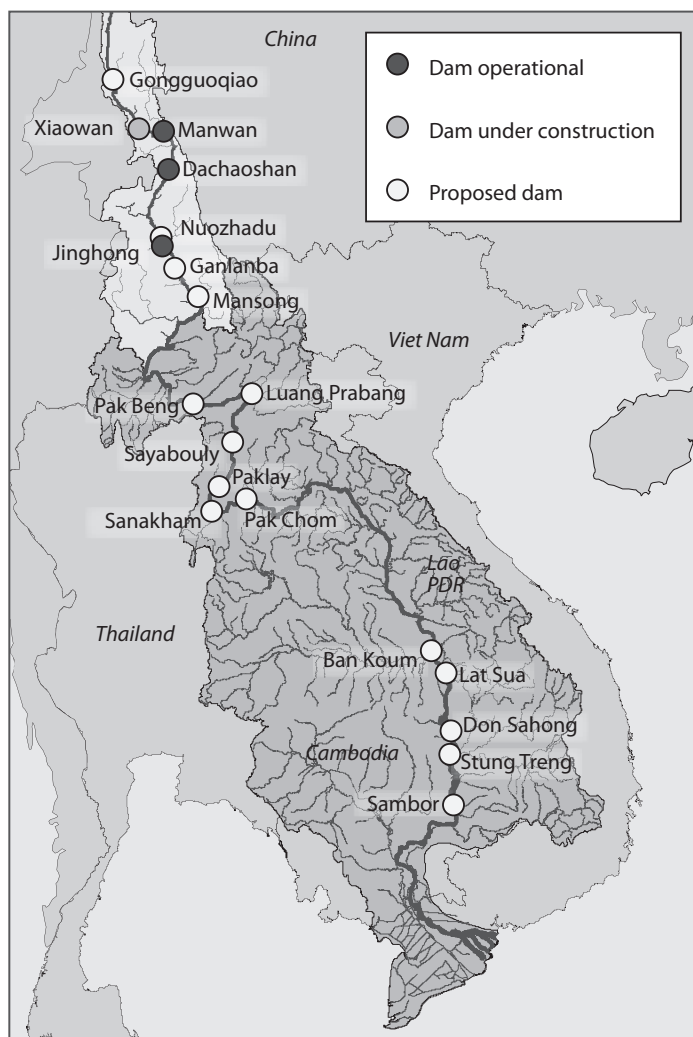 China
Dam operational
Dam under construction
Proposed dam
Gongguoqiao
Xiaowan
Manwan
Dachaoshan
Nuozhadu
Jinghong
Ganlanba
Mansong
Viet Nam
Luang Prabang
Pak Beng
Sayabouly
Paklay
Sanakham
Pak Chom
Lao
PDR
Thailand
Ban Koum
Lat Sua
Don Sahong
Cambodia
Stung Treng
Sambor